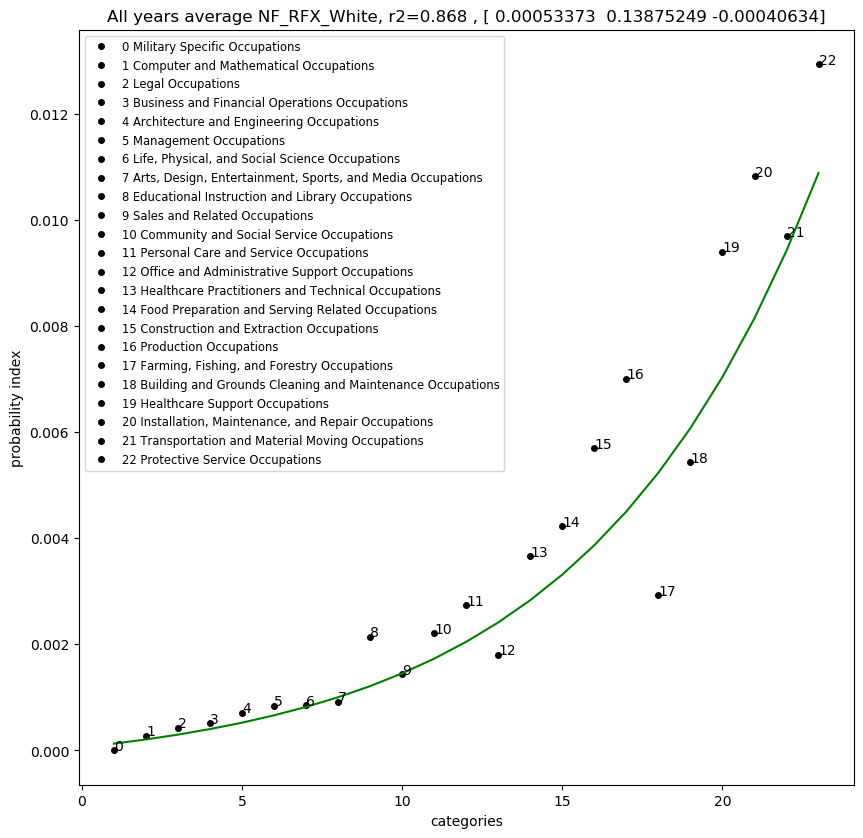 All years average NF_RFX_White, r2=0.868 , [ 0.00053373  0.13875249 -0.00040634]
0 Military Specific Occupations
1 Computer and Mathematical Occupations
2 Legal Occupations
3 Business and Financial Operations Occupations
4 Architecture and Engineering Occupations
5 Management Occupations
6 Life, Physical, and Social Science Occupations
7 Arts, Design, Entertainment, Sports, and Media Occupations
8 Educational Instruction and Library Occupations
9 Sales and Related Occupations
10 Community and Social Service Occupations
11 Personal Care and Service Occupations
12 Office and Administrative Support Occupations
13 Healthcare Practitioners and Technical Occupations
14 Food Preparation and Serving Related Occupations
15 Construction and Extraction Occupations
16 Production Occupations
17 Farming, Fishing, and Forestry Occupations
18 Building and Grounds Cleaning and Maintenance Occupations
19 Healthcare Support Occupations
20 Installation, Maintenance, and Repair Occupations
21 Transportation and Material Moving Occupations
22 Protective Service Occupations
probability index
0.012
0.010
0.008
0.006
0.004
0.002
0.000
0
1
2
3
4
5
6
7
8
9
10
11
12
13
14
15
16
17
18
19
20
21
22
0
5
10
15
20
categories